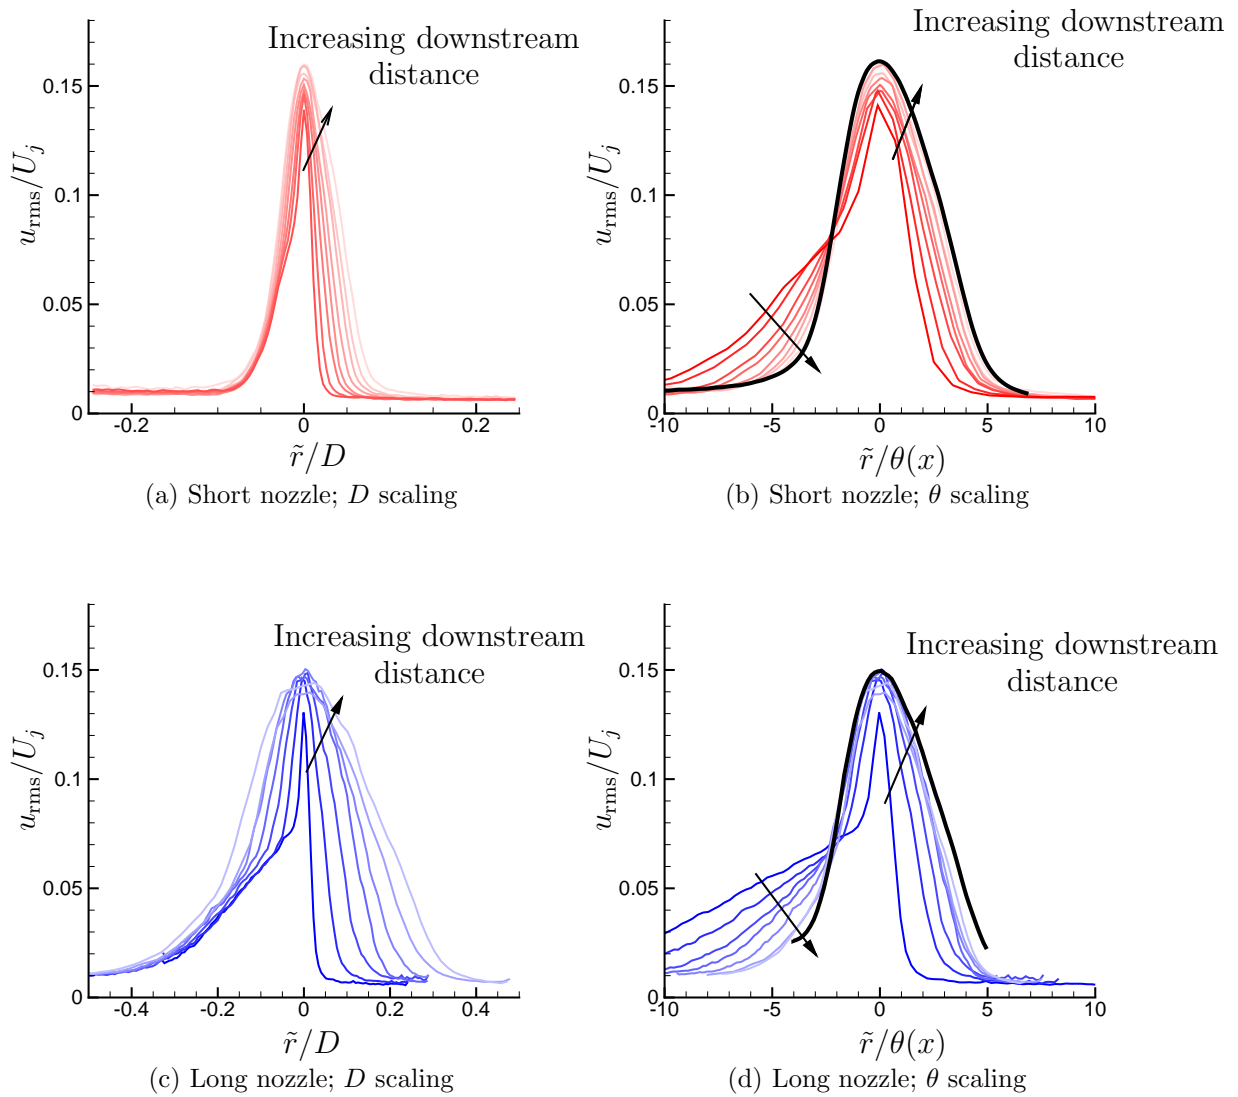 Increasing downstream
distance
0.15
0.1
0.05
0
-0.2
0
0.2
u_rms/U_j
r̃/D
(a) Short nozzle; D scaling
Increasing downstream
distance
0.15
0.1
0.05
0
-10
-5
0
5
10
u_rms/U_j
r̃/θ(x)
(b) Short nozzle; θ scaling
Increasing downstream
distance
0.15
0.1
0.05
0
-0.4
-0.2
0
0.2
0.4
u_rms/U_j
r̃/D
(c) Long nozzle; D scaling
Increasing downstream
distance
0.15
0.1
0.05
0
-10
-5
0
5
10
u_rms/U_j
r̃/θ(x)
(d) Long nozzle; θ scaling